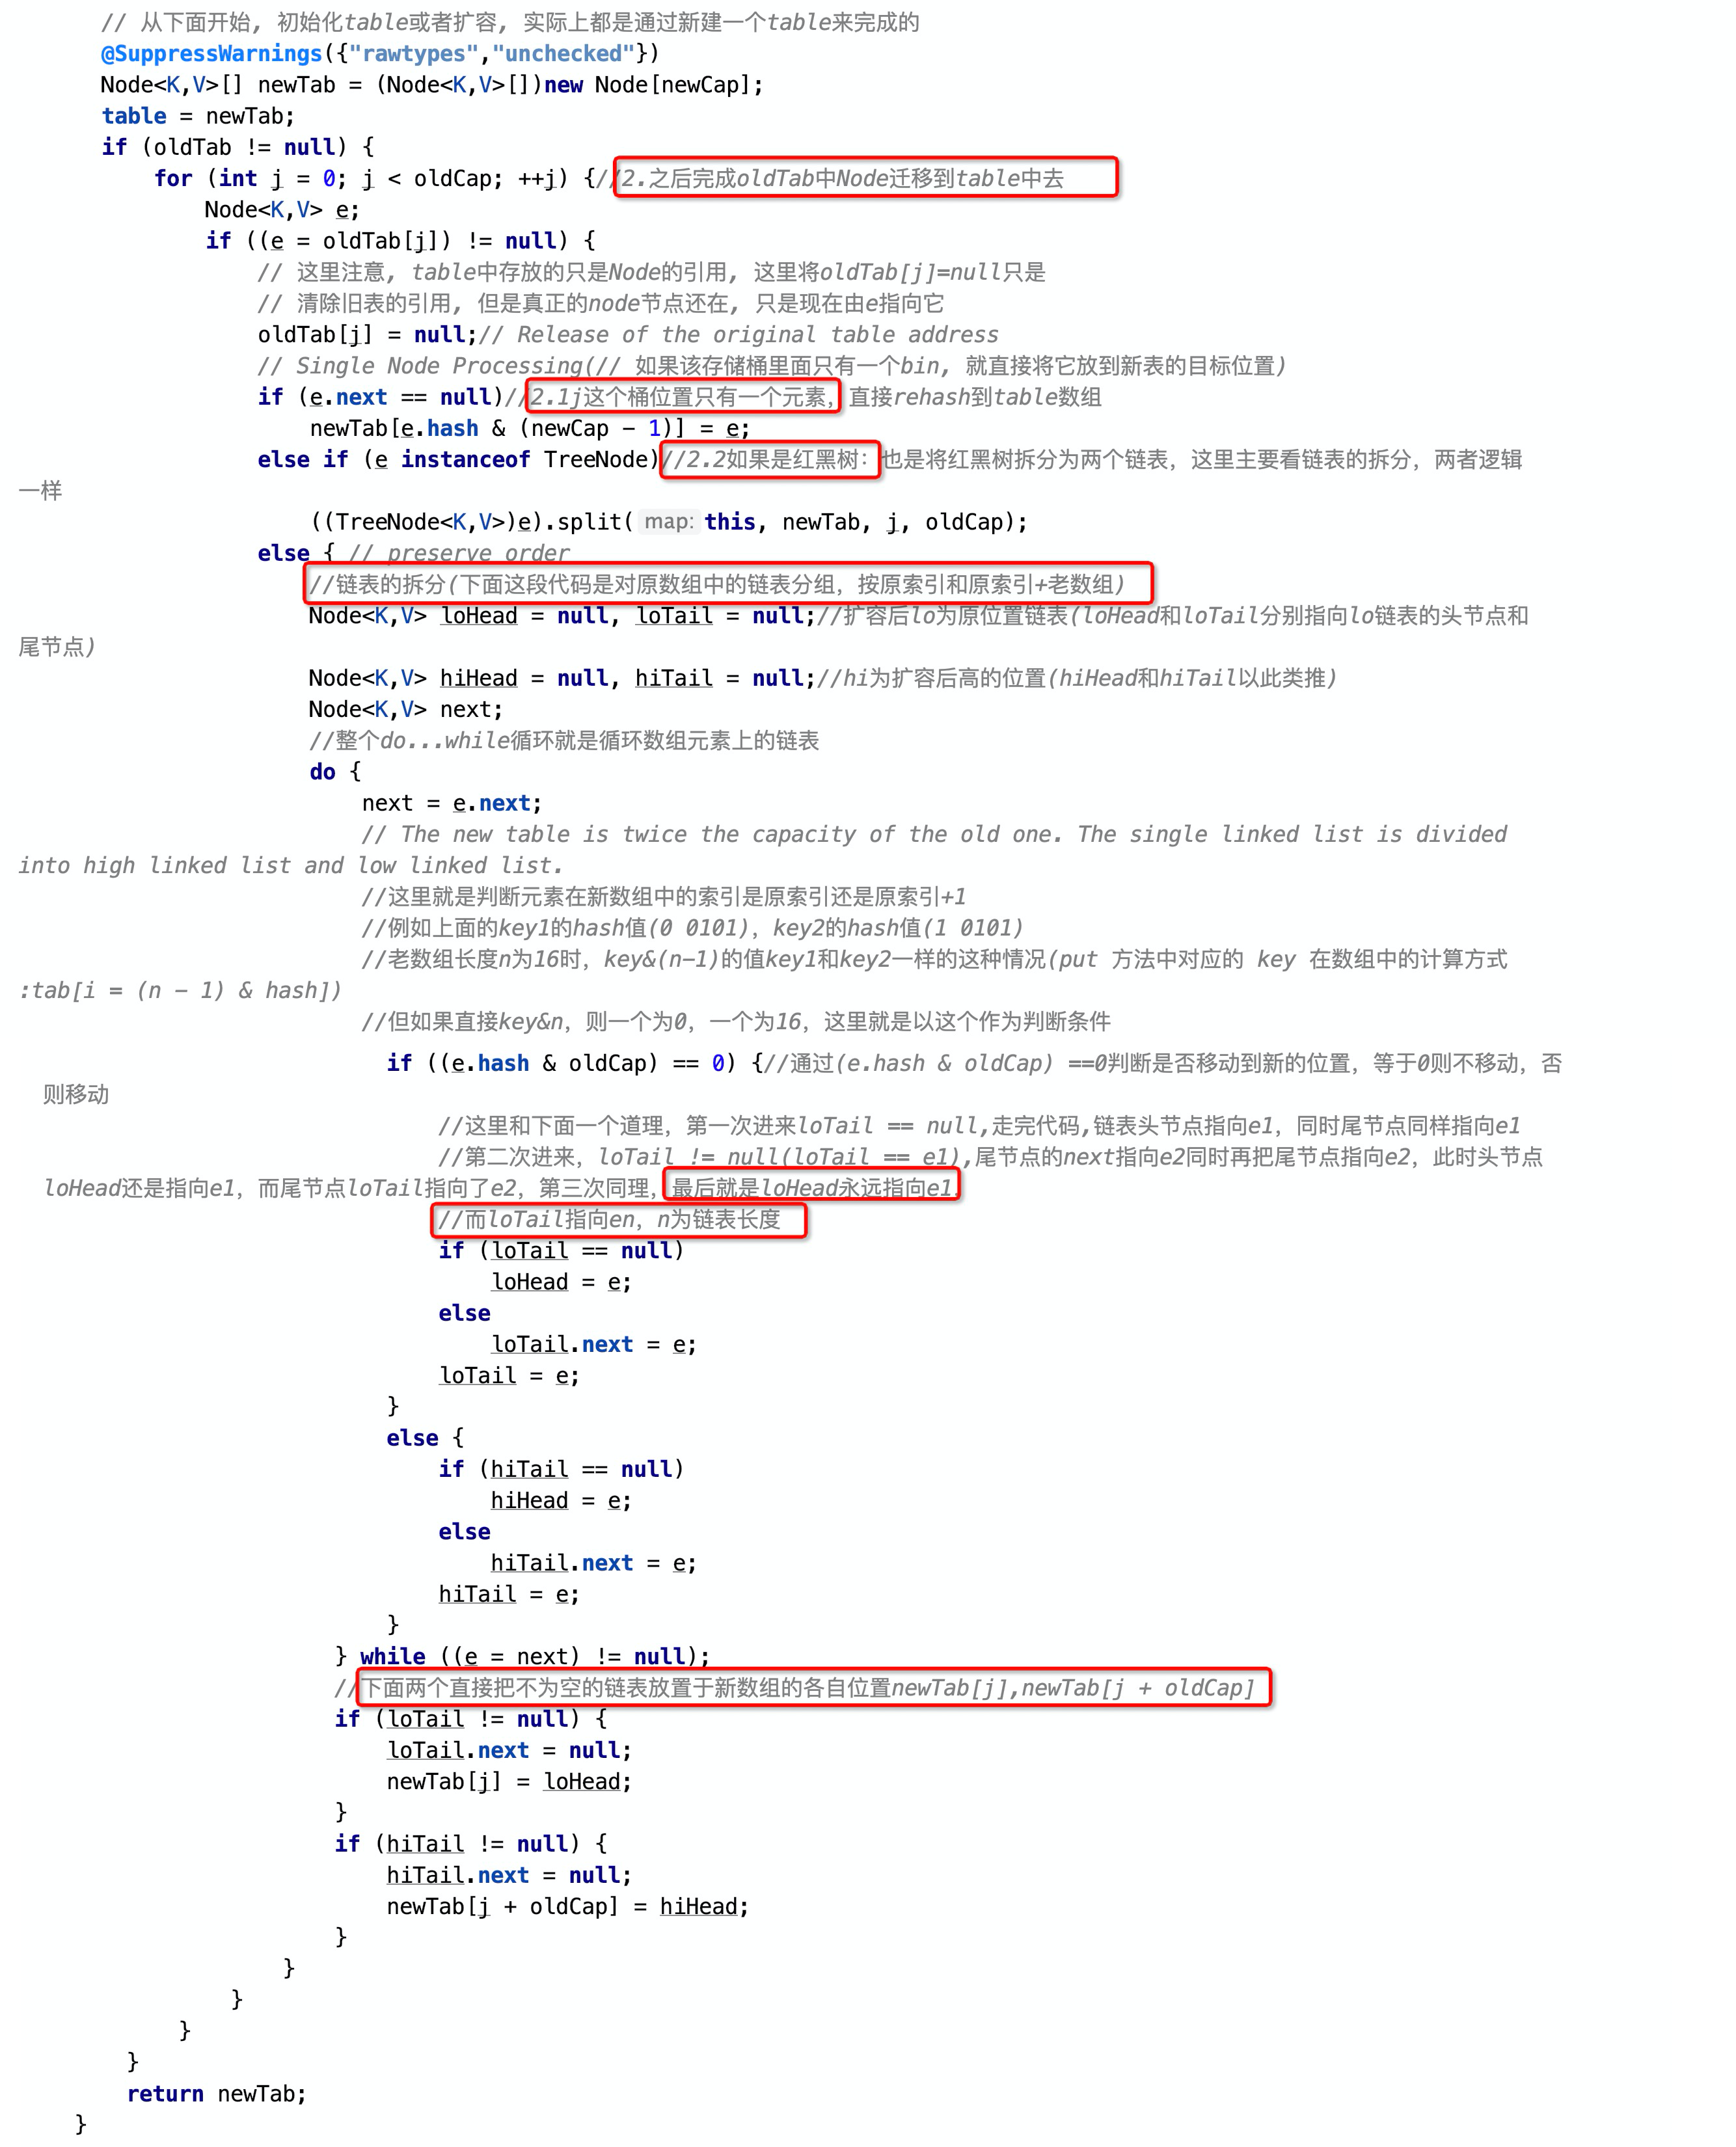 // 从下面开始, 初始化table或者扩容, 实际上都是通过新建一个table来完成的
@SuppressWarnings({"rawtypes","unchecked"})
Node<K,V>[] newTab = (Node<K,V>[])new Node[newCap];
table = newTab;
if (oldTab != null) {
for (int j = 0; j < oldCap; ++j) {//2.之后完成oldTab中Node迁移到table中去
Node<K,V> e;
if ((e = oldTab[j]) != null) {
// 这里注意, table中存放的只是Node的引用, 这里将oldTab[j]=null只是
// 清除旧表的引用, 但是真正的node节点还在, 只是现在由e指向它
oldTab[j] = null;// Release of the original table address
// Single Node Processing(// 如果该存储桶里面只有一个bin, 就直接将它放到新表的目标位置)
if (e.next == null)//2.1j这个桶位置只有一个元素，直接rehash到table数组
newTab[e.hash & (newCap - 1)] = e;
else if (e instanceof TreeNode)//2.2如果是红黑树：也是将红黑树拆分为两个链表，这里主要看链表的拆分，两者逻辑
一样
((TreeNode<K,V>)e).split( map: this, newTab, j, oldCap);
else { // preserve order
//链表的拆分(下面这段代码是对原数组中的链表分组，按原索引和原索引+老数组)
Node<K,V> loHead = null, loTail = null;//扩容后lo为原位置链表(loHead和loTail分别指向lo链表的头节点和
尾节点)
Node<K,V> hiHead = null, hiTail = null;//hi为扩容后高的位置(hiHead和hiTail以此类推)
Node<K,V> next;
//整个do...while循环就是循环数组元素上的链表
do {
next = e.next;
// The new table is twice the capacity of the old one. The single linked list is divided
into high linked list and low linked list.
//这里就是判断元素在新数组中的索引是原索引还是原索引+1
//例如上面的key1的hash值(0 0101)，key2的hash值(1 0101)
//老数组长度n为16时，key&(n-1)的值key1和key2一样的这种情况(put 方法中对应的 key 在数组中的计算方式
:tab[i = (n - 1) & hash])
//但如果直接key&n，则一个为0，一个为16，这里就是以这个作为判断条件
if ((e.hash & oldCap) == 0) {//通过(e.hash & oldCap) ==0判断是否移动到新的位置，等于0则不移动，否
则移动
//这里和下面一个道理，第一次进来loTail == null,走完代码,链表头节点指向e1，同时尾节点同样指向e1
//第二次进来，loTail != null(loTail == e1),尾节点的next指向e2同时再把尾节点指向e2，此时头节点
loHead还是指向e1，而尾节点loTail指向了e2，第三次同理，最后就是loHead永远指向e1，
//而loTail指向en，n为链表长度
if (loTail == null)
loHead = e;
else
loTail.next = e;
loTail = e;
}
else {
if (hiTail == null)
hiHead = e;
else
hiTail.next = e;
hiTail = e;
}
} while ((e = next) != null);
//下面两个直接把不为空的链表放置于新数组的各自位置newTab[j],newTab[j + oldCap]
if (loTail != null) {
loTail.next = null;
newTab[j] = loHead;
}
if (hiTail != null) {
hiTail.next = null;
newTab[j + oldCap] = hiHead;
}
}
}
}
}
return newTab;
}